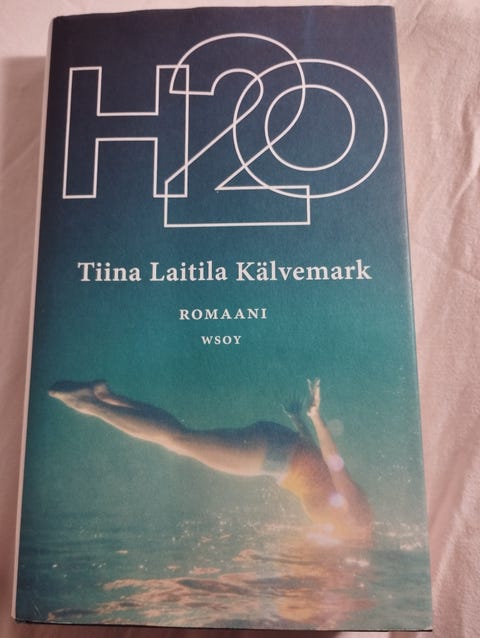 H2O
Tiina Laitila Kälvemark
ROMAANI
WSOY